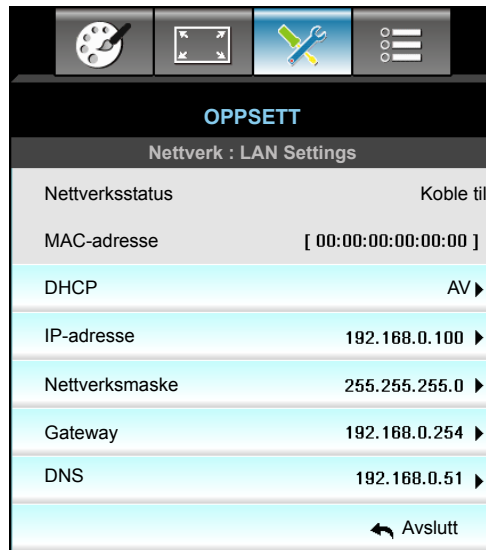 OPPSETT
Nettverk : LAN Settings
Nettverksstatus Koble til
MAC-adresse [ 00:00:00:00:00:00 ]
DHCP AV
IP-adresse 192.168.0.100
Nettverksmaske 255.255.255.0
Gateway 192.168.0.254
DNS 192.168.0.51
Avslutt